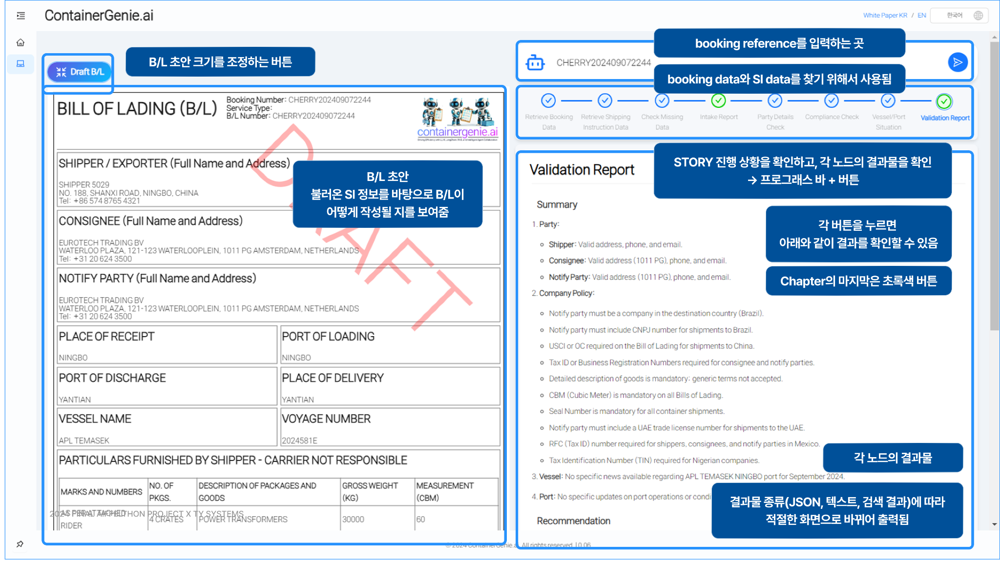 ContainerGenie.ai
White Paper KR / EN
한국어
Draft B/L
B/L 초안 크기를 조정하는 버튼
BILL OF LADING (B/L)
Booking Number: CHERRY202409072244
Service Type:
B/L Number: CHERRY202409072244
containergenie.ai
DRAFT
SHIPPER / EXPORTER (Full Name and Address)
SHIPPER 5029
NO. 188, SHANXI ROAD, NINGBO, CHINA
Tel: +86 574 8765 4321
B/L 초안
불러온 SI 정보를 바탕으로 B/L이
어떻게 작성될 지를 보여줌
CONSIGNEE (Full Name and Address)
EUROTECH TRADING BV
WATERLOO PLAZA, 121-123 WATERLOOPLEIN, 1011 PG AMSTERDAM, NETHERLANDS
Tel: +31 20 624 3500
NOTIFY PARTY (Full Name and Address)
EUROTECH TRADING BV
WATERLOO PLAZA, 121-123 WATERLOOPLEIN, 1011 PG AMSTERDAM, NETHERLANDS
Tel: +31 20 624 3500
PLACE OF RECEIPT
NINGBO
PORT OF LOADING
NINGBO
PORT OF DISCHARGE
YANTIAN
PLACE OF DELIVERY
YANTIAN
VESSEL NAME
APL TEMASEK
VOYAGE NUMBER
2024581E
PARTICULARS FURNISHED BY SHIPPER - CARRIER NOT RESPONSIBLE
MARKS AND NUMBERS
NO. OF
PKGS.
DESCRIPTION OF PACKAGES AND
GOODS
GROSS WEIGHT
(KG)
MEASUREMENT
(CBM)
AS PER ATTACHED
RIDER
4 CRATES
POWER TRANSFORMERS
30000
60
2024 FINAL PROJECT X TY SYSTEMS
booking reference를 입력하는 곳
CHERRY202409072244
booking data와 SI data를 찾기 위해서 사용됨
Retrieve Booking
Data
Retrieve Shipping
Instruction Data
Check Missing
Data
Intake Report
Party Details
Check
Compliance Check
Vessel/Port
Situation
Validation Report
STORY 진행 상황을 확인하고, 각 노드의 결과물을 확인
→ 프로그래스 바 + 버튼
Validation Report
Summary
각 버튼을 누르면
아래와 같이 결과를 확인할 수 있음
Chapter의 마지막은 초록색 버튼
1. Party:
Shipper: Valid address, phone, and email.
Consignee: Valid address (1011 PG), phone, and email.
Notify Party: Valid address (1011 PG), phone, and email.
2. Company Policy:
Notify party must be a company in the destination country (Brazil).
Notify party must include CNPJ number for shipments to Brazil.
USCI or OC required on the Bill of Lading for shipments to China.
Tax ID or Business Registration Numbers required for consignee and notify parties.
Detailed description of goods is mandatory; generic terms not accepted.
CBM (Cubic Meter) is mandatory on all Bills of Lading.
Seal Number is mandatory for all container shipments.
Notify party must include a UAE trade license number for shipments to the UAE.
RFC (Tax ID) number required for shippers, consignees, and notify parties in Mexico.
Tax Identification Number (TIN) required for Nigerian companies.
각 노드의 결과물
3. Vessel: No specific news available regarding APL TEMASEK NINGBO port for September 2024.
4. Port: No specific updates on port operations or condi
결과물 종류(JSON, 텍스트, 검색 결과)에 따라
적절한 화면으로 바뀌어 출력됨
Recommendation
© 2024 ContainerGenie.a All rights reserved. | 0.06